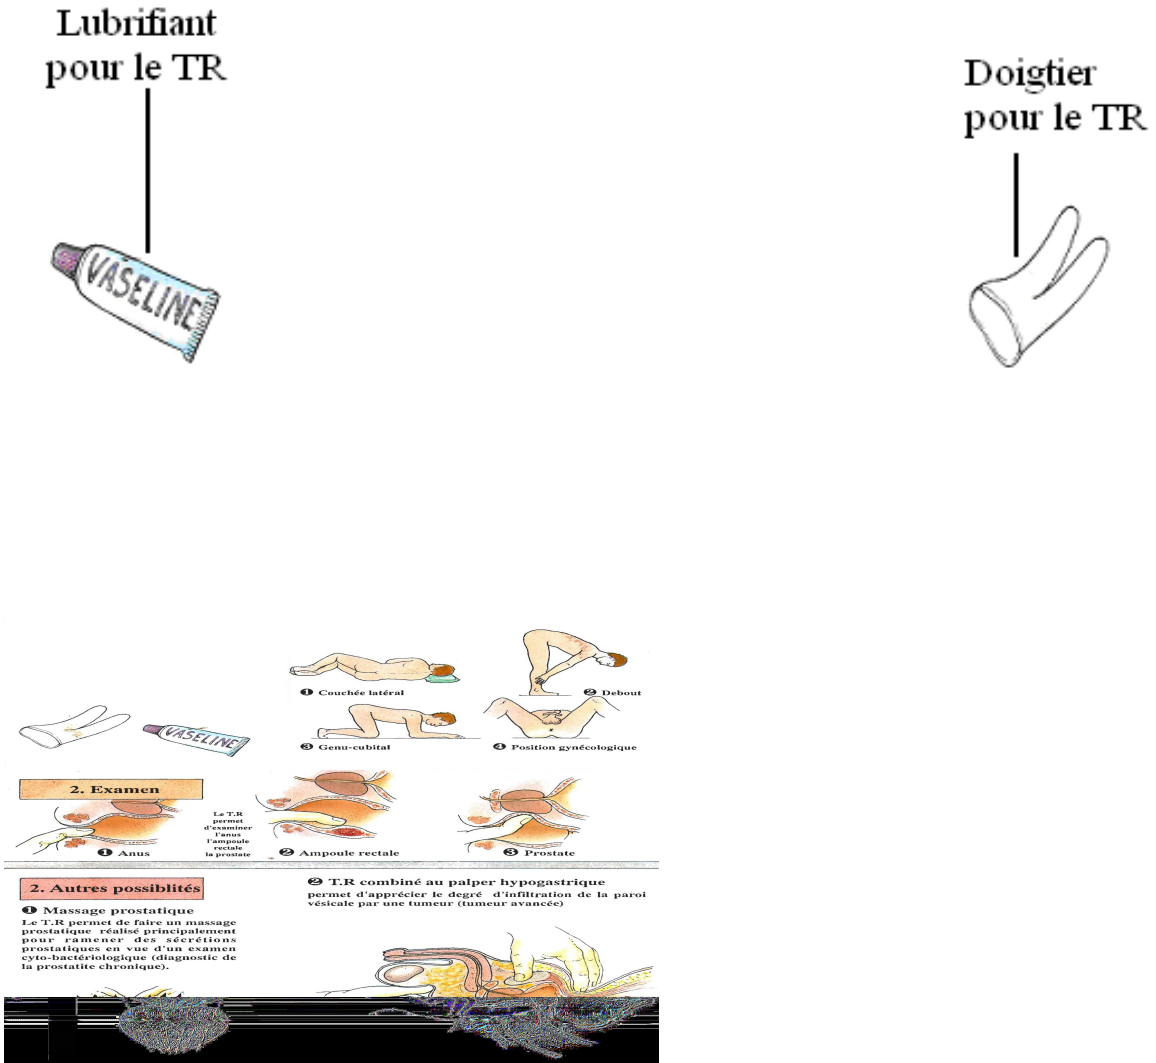 Lubrifiant
pour le TR
Doigtier
pour le TR
VASELINE
❶ Couchée latéral
❷ Debout
VASELINE
❸ Genu-cubital
❹ Position gynécologique
2. Examen
Le T.R
permet
d'examiner
l'anus
l'ampoule
rectale
la prostate
❶ Anus
❷ Ampoule rectale
❸ Prostate
2. Autres possiblités
❶ Massage prostatique
Le T.R permet de faire un massage
prostatique réalisé principalement
pour ramener des sécrétions
prostatiques en vue d'un examen
cyto-bactériologique (diagnostic de
la prostatite chronique).
❷ T.R combiné au palper hypogastrique
permet d'apprécier le degré d'infiltration de la paroi
vésicale par une tumeur (tumeur avancée)